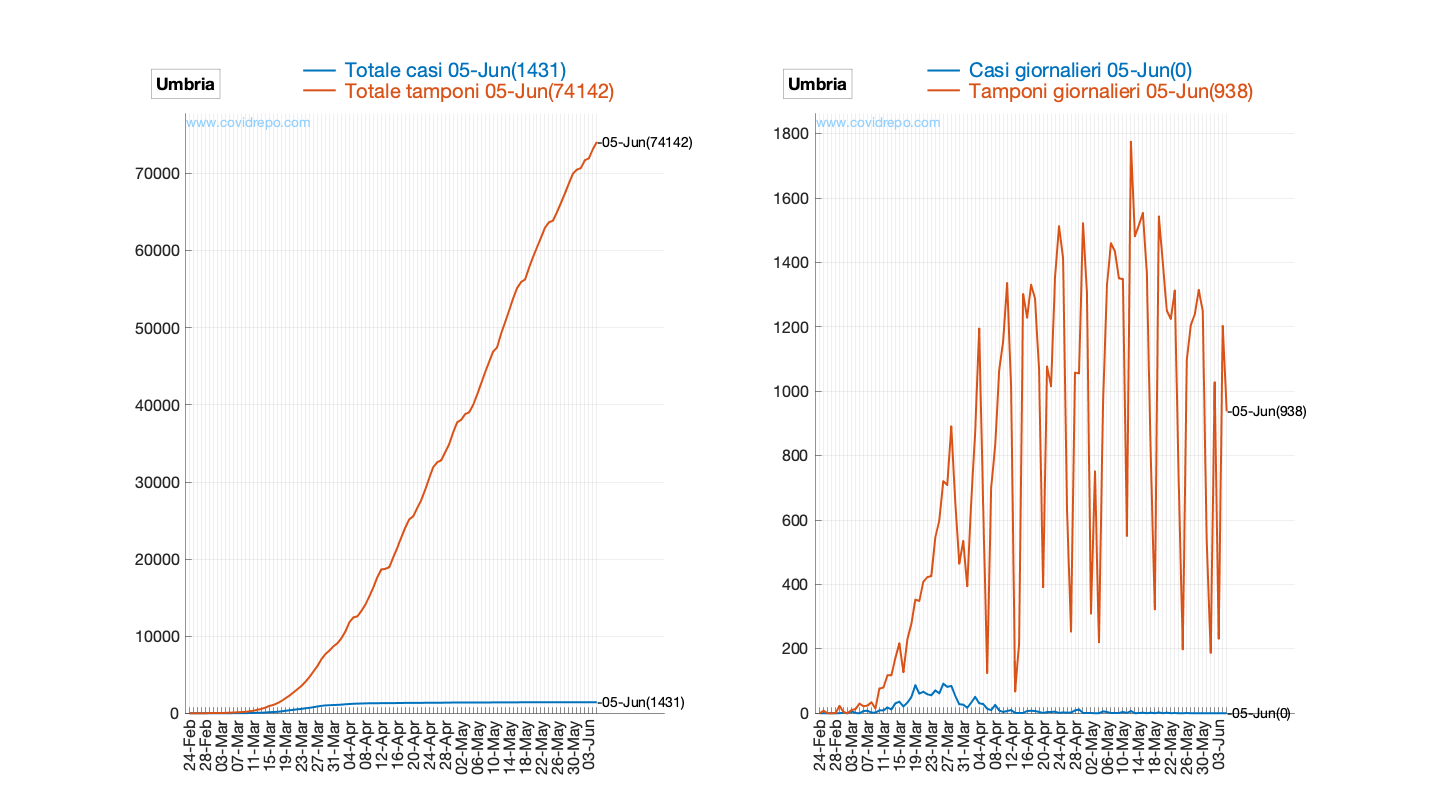 Umbria
Totale casi 05-Jun(1431)
Totale tamponi 05-Jun(74142)
www.covidrepo.com
05-Jun(74142)
70000
60000
50000
40000
30000
20000
10000
0
05-Jun(1431)
24-Feb
28-Feb
03-Mar
07-Mar
11-Mar
15-Mar
19-Mar
23-Mar
27-Mar
31-Mar
04-Apr
08-Apr
12-Apr
16-Apr
20-Apr
24-Apr
28-Apr
02-May
06-May
10-May
14-May
18-May
22-May
26-May
30-May
03-Jun
Umbria
Casi giornalieri 05-Jun(0)
Tamponi giornalieri 05-Jun(938)
www.covidrepo.com
1800
1600
1400
1200
1000
800
600
400
200
0
05-Jun(938)
05-Jun(0)
24-Feb
28-Feb
03-Mar
07-Mar
11-Mar
15-Mar
19-Mar
23-Mar
27-Mar
31-Mar
04-Apr
08-Apr
12-Apr
16-Apr
20-Apr
24-Apr
28-Apr
02-May
06-May
10-May
14-May
18-May
22-May
26-May
30-May
03-Jun